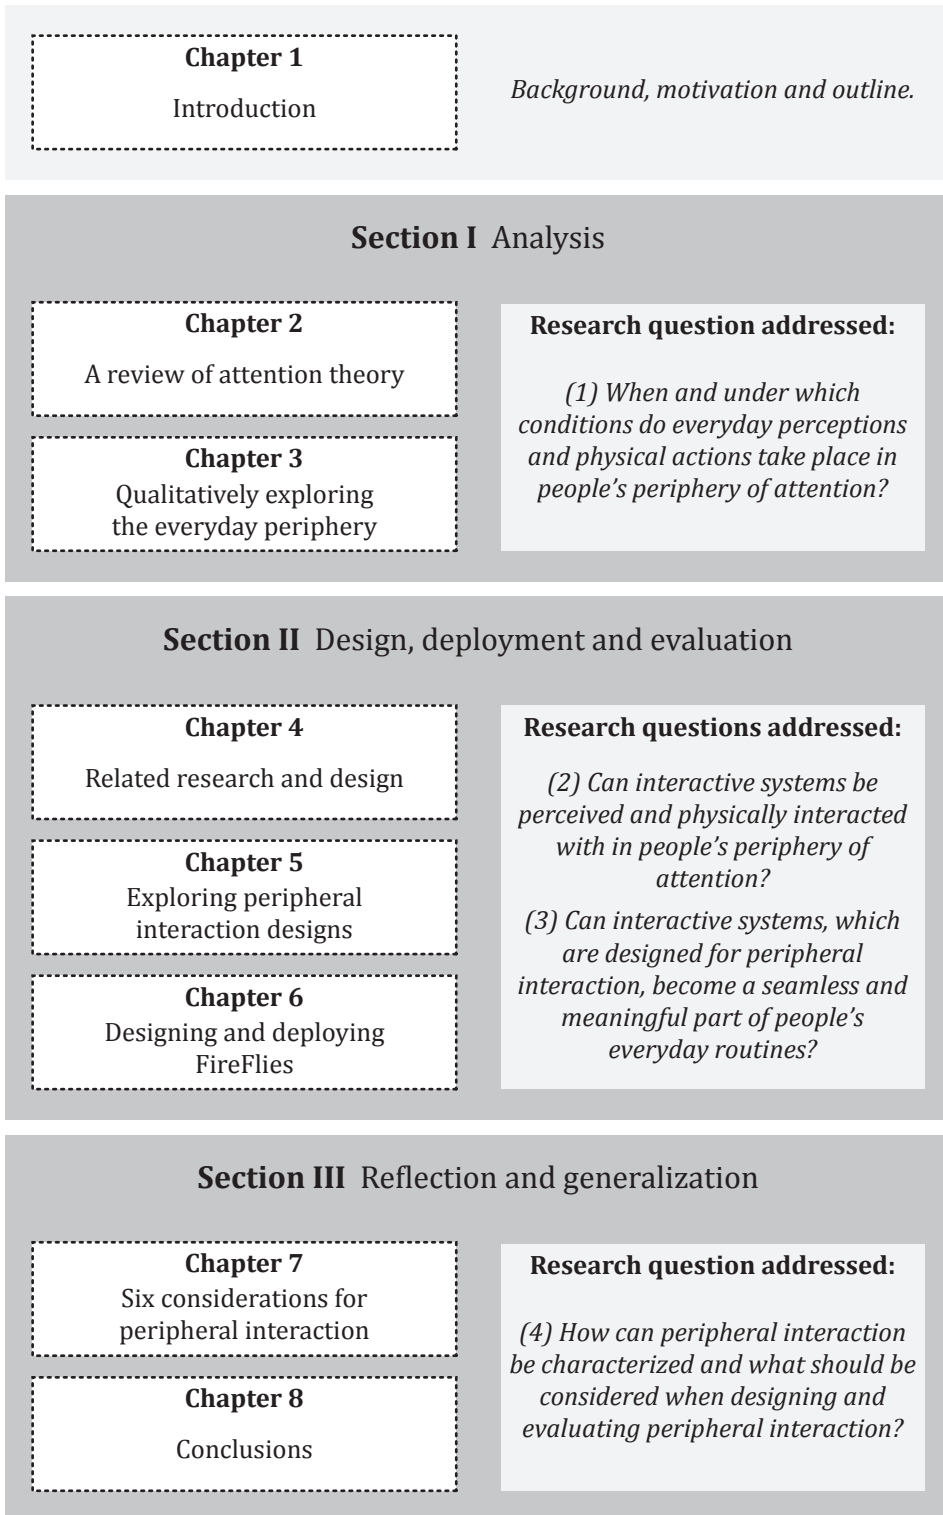 Chapter 1
Introduction
Background, motivation and outline.
Section I Analysis
Chapter 2
A review of attention theory
Chapter 3
Qualitatively exploring
the everyday periphery
Research question addressed:
(1) When and under which
conditions do everyday perceptions
and physical actions take place in
people’s periphery of attention?
Section II Design, deployment and evaluation
Chapter 4
Related research and design
Chapter 5
Exploring peripheral
interaction designs
Chapter 6
Designing and deploying
FireFlies
Research questions addressed:
(2) Can interactive systems be
perceived and physically interacted
with in people’s periphery of
attention?
(3) Can interactive systems, which
are designed for peripheral
interaction, become a seamless and
meaningful part of people’s
everyday routines?
Section III Reflection and generalization
Chapter 7
Six considerations for
peripheral interaction
Chapter 8
Conclusions
Research question addressed:
(4) How can peripheral interaction
be characterized and what should be
considered when designing and
evaluating peripheral interaction?